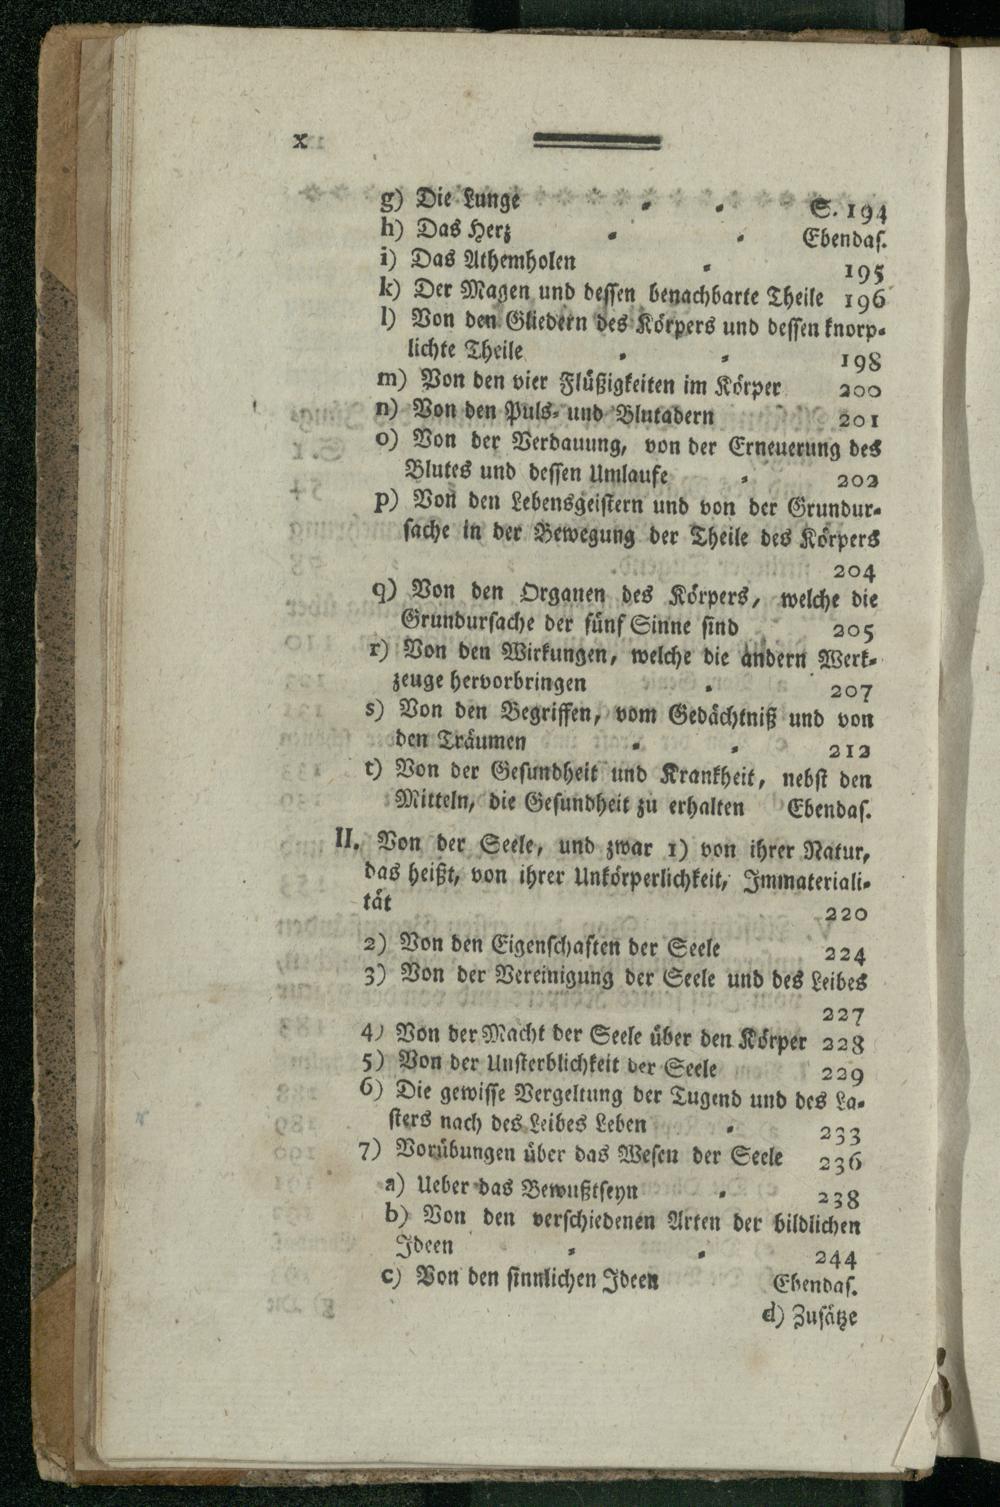 x
g) Die Lunge S. 194
h) Das Herz Ebendas.
i) Das Athemholen 195
k) Der Magen und dessen benachbarte Theile 196
l) Von den Gliedern des Körpers und dessen knorp-
lichte Theile 198
m) Von den vier Flüßigkeiten im Körper 200
n) Von den Puls- und Blutadern 201
o) Von der Verdauung, von der Erneuerung des
Blutes und dessen Umlaufe 202
p) Von den Lebensgeistern und von der Grundur-
sache in der Bewegung der Theile des Körpers
204
q) Von den Organen des Körpers, welche die
Grundursache der fünf Sinne sind 205
r) Von den Wirkungen, welche die andern Werk-
zeuge hervorbringen 207
s) Von den Begriffen, vom Gedächtniß und von
den Träumen 212
t) Von der Gesundheit und Krankheit, nebst den
Mitteln, die Gesundheit zu erhalten Ebendas.
II. Von der Seele, und zwar 1) von ihrer Natur,
das heißt, von ihrer Unkörperlichkeit, Immateriali-
tät 220
2) Von den Eigenschaften der Seele 224
3) Von der Vereinigung der Seele und des Leibes
227
4) Von der Macht der Seele über den Körper 228
5) Von der Unsterblichkeit der Seele 229
6) Die gewisse Vergeltung der Tugend und des La-
sters nach des Leibes Leben 233
7) Vorübungen über das Wesen der Seele 236
a) Ueber das Bewußtseyn 238
b) Von den verschiedenen Arten der bildlichen
Ideen 244
c) Von den sinnlichen Ideen Ebendas.
d) Zusätze